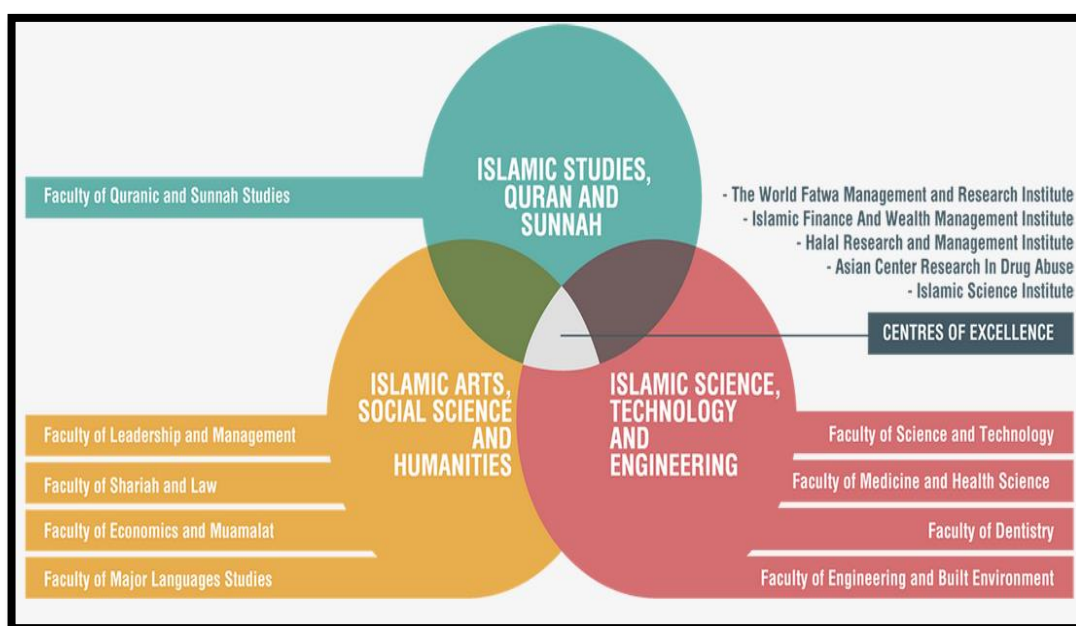 ISLAMIC STUDIES,
QURAN AND
SUNNAH
Faculty of Quranic and Sunnah Studies
- The World Fatwa Management and Research Institute
- Islamic Finance And Wealth Management Institute
- Halal Research and Management Institute
- Asian Center Research In Drug Abuse
- Islamic Science Institute
CENTRES OF EXCELLENCE
ISLAMIC ARTS,
SOCIAL SCIENCE
AND
HUMANITIES
Faculty of Leadership and Management
Faculty of Shariah and Law
Faculty of Economics and Muamalat
Faculty of Major Languages Studies
ISLAMIC SCIENCE,
TECHNOLOGY
AND
ENGINEERING
Faculty of Science and Technology
Faculty of Medicine and Health Science
Faculty of Dentistry
Faculty of Engineering and Built Environment